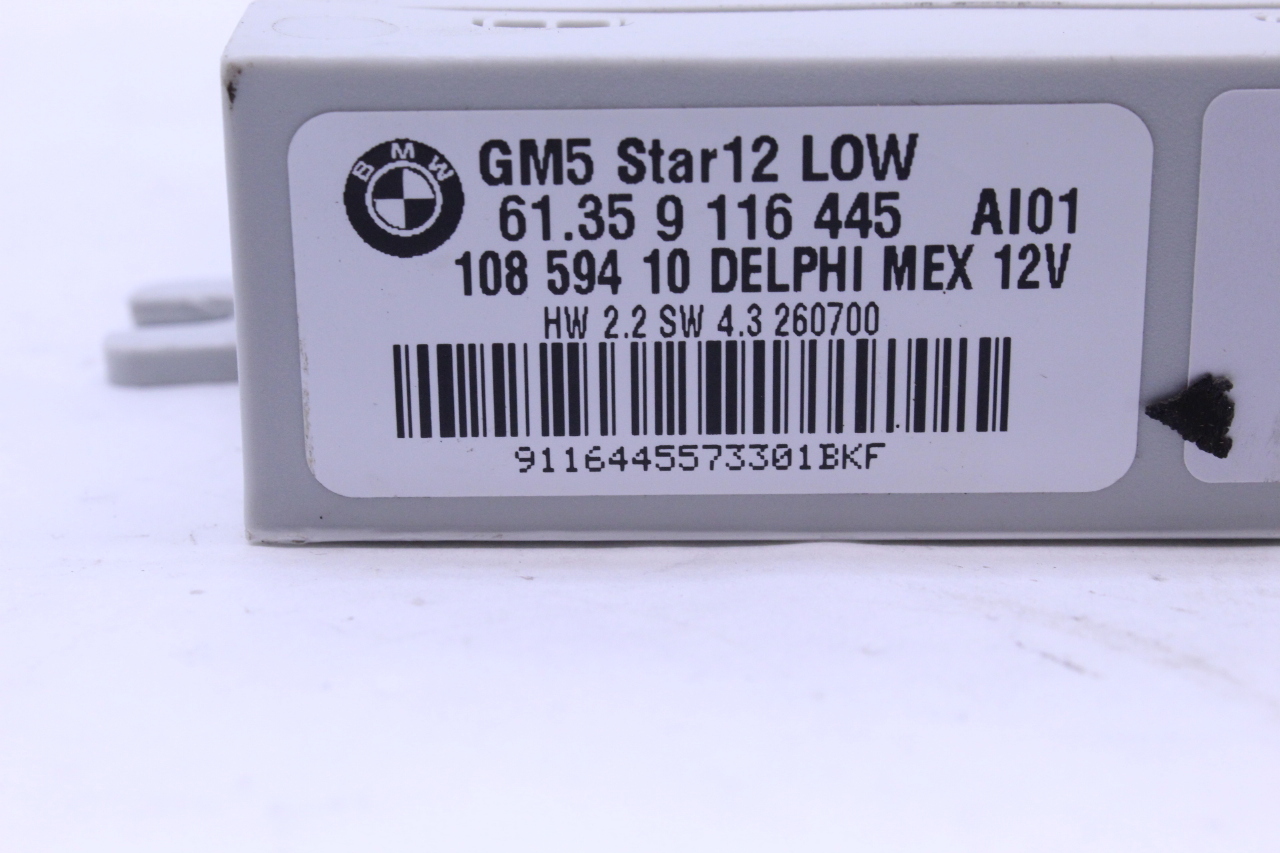 BMW
GM5 Star12 LOW
61.35 9 116 445 AI01
108 594 10 DELPHI MEX 12V
HW 2.2 SW 4.3 260700
9116445573301BKF